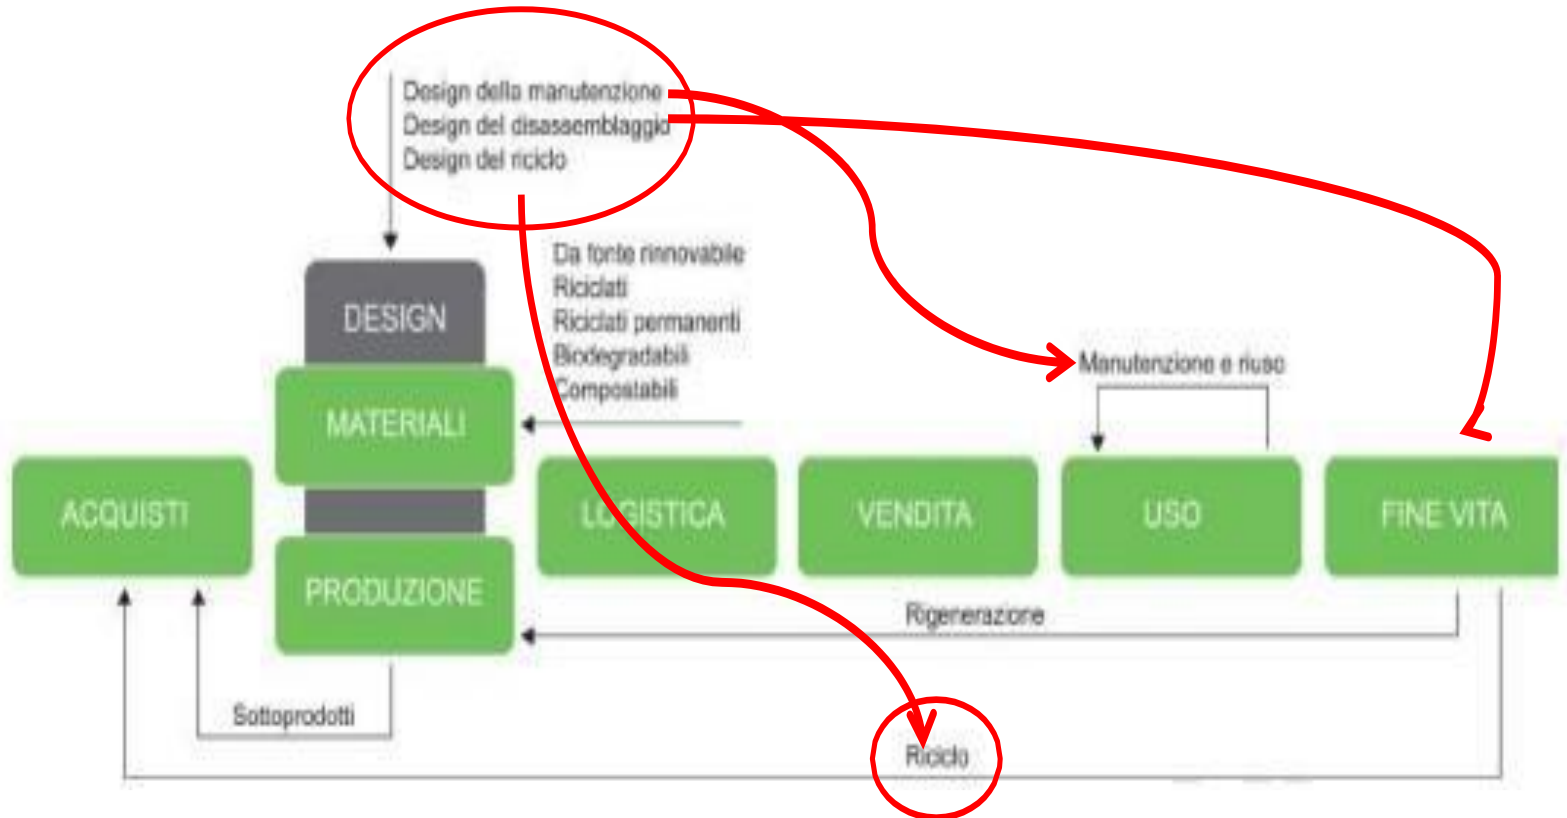 Design della manutenzione
Design del disassemblaggio
Design del riciclo
DESIGN
Da fonte rinnovabile
Riciclati
Riciclati permanenti
Biodegradabili
Compostabili
MATERIALI
Manutenzione e riuso
ACQUISTI
LOGISTICA
VENDITA
USO
FINE VITA
PRODUZIONE
Rigenerazione
Sottoprodotti
Riciclo